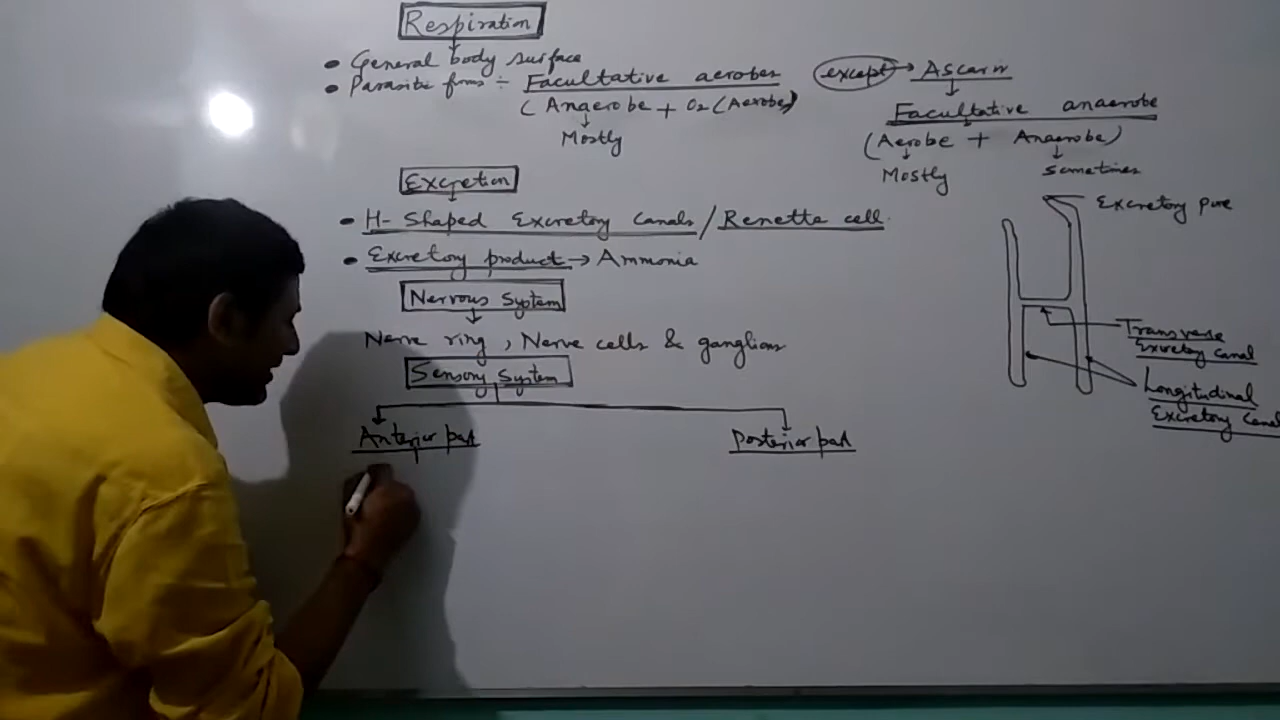 Respiration
• General body surface
• Parasitic forms ÷ Facultative aerobes
(Anaerobe + O2 (Aerobe)
Mostly
except → Ascaris
Facultative anaerobe
(Aerobe + Anaerobe)
Mostly
Sometimes
Excretion
• H- Shaped Excretory Canals / Renette cell.
• Excretory product → Ammonia
Excretory pore
Transverse
Excretory canal
Longitudinal
Excretory Canal
Nervous System
Nerve ring, Nerve cells & ganglions
Sensory System
Anterior part
Posterior part